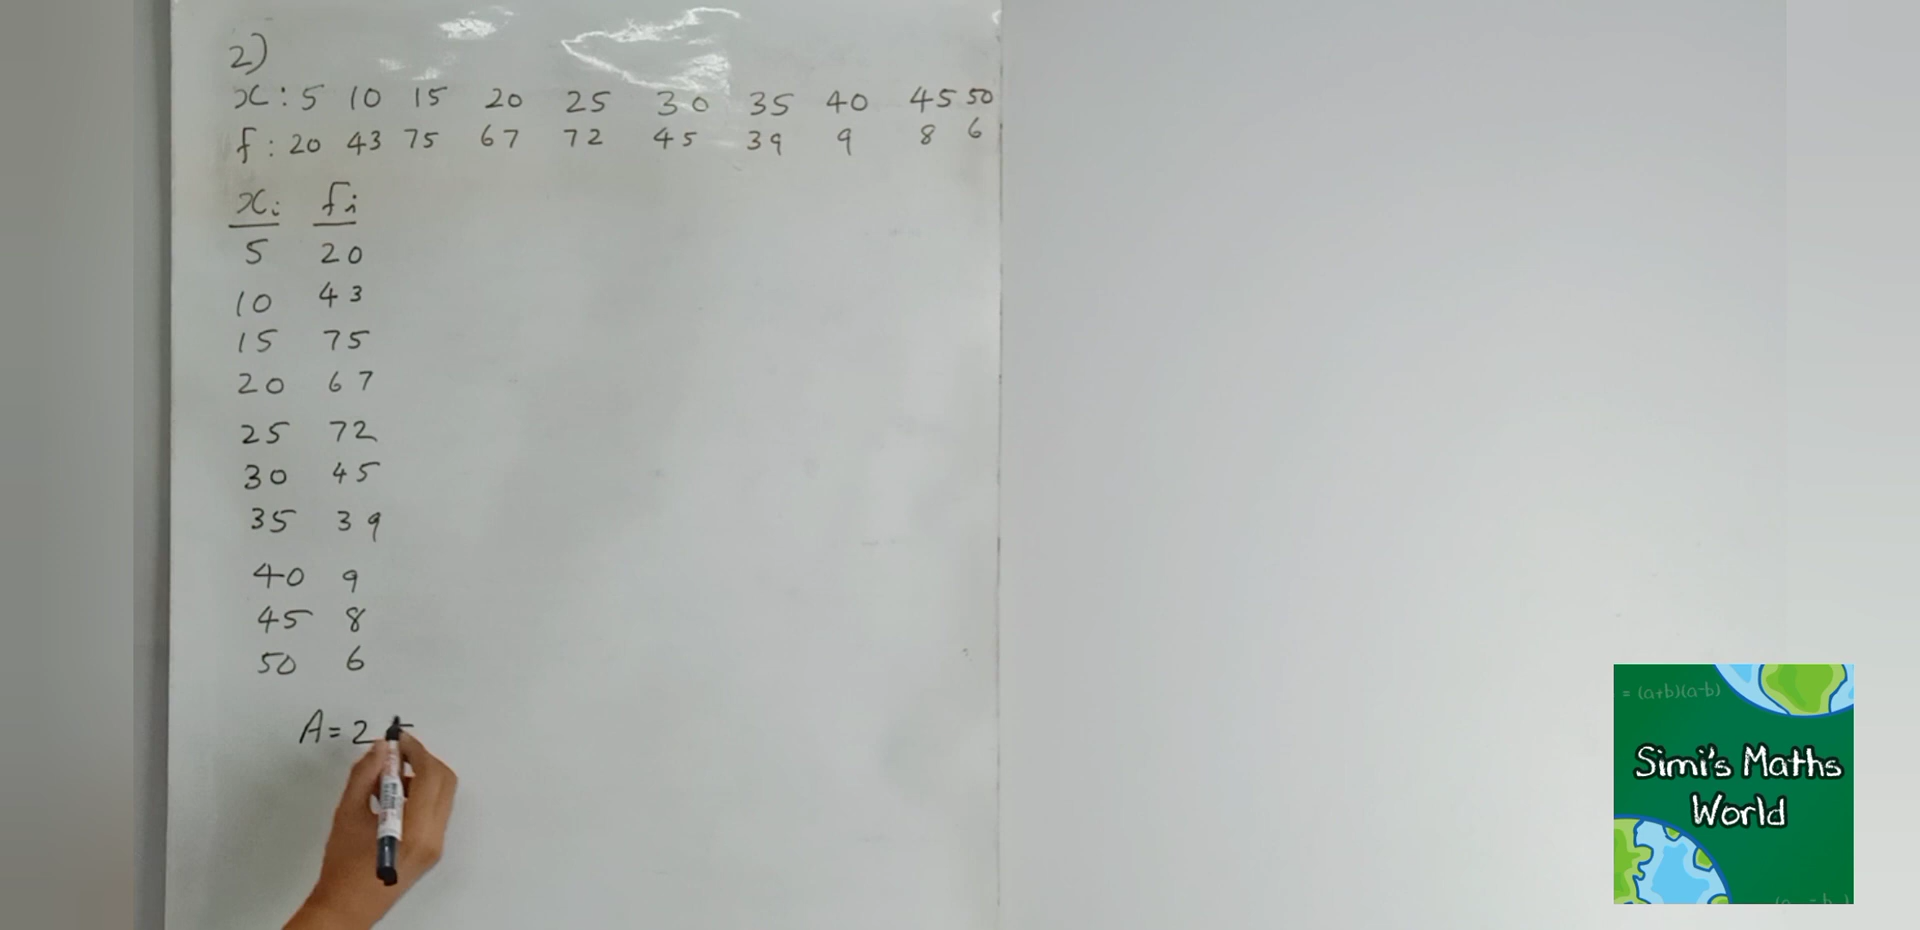 2)
x : 5 10 15 20 25 30 35 40 45 50
f : 20 43 75 67 72 45 39 9 8 6
xi fi
5 20
10 43
15 75
20 67
25 72
30 45
35 39
40 9
45 8
50 6
A = 2
= (a+b)(a-b)
Simi's Maths
World